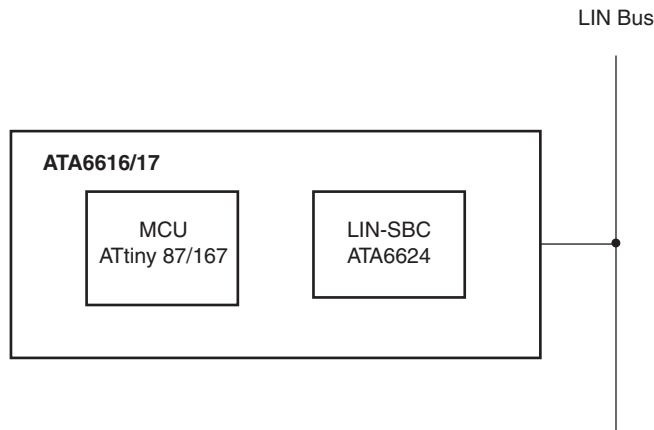 LIN Bus
ATA6616/17
MCU
ATtiny 87/167
LIN-SBC
ATA6624